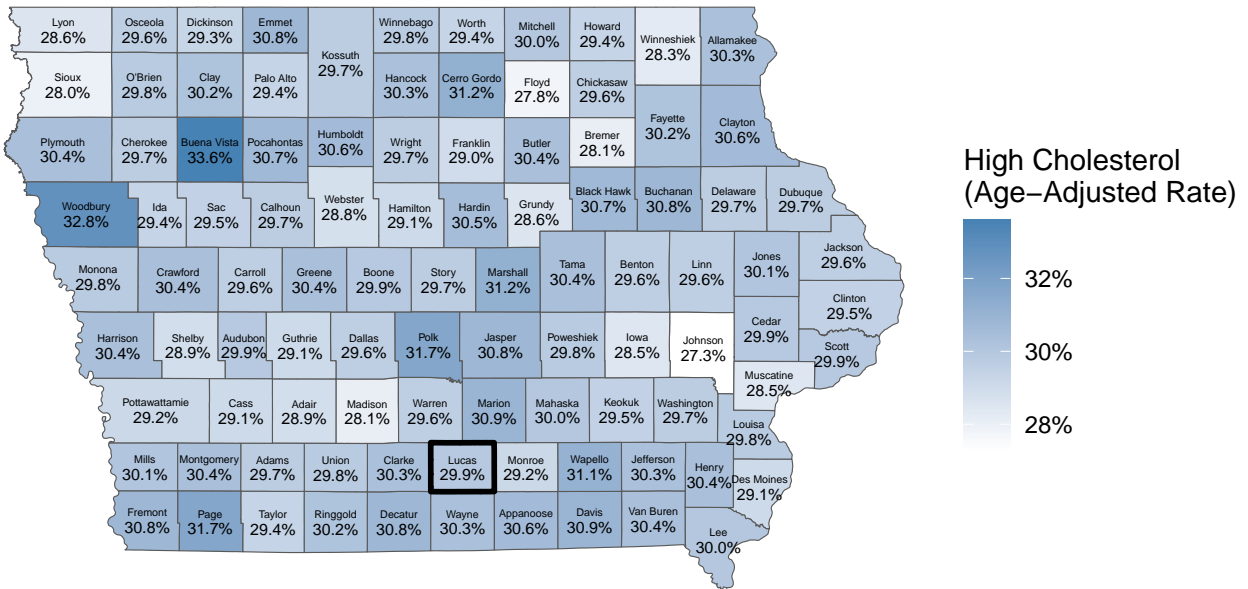 Lyon
28.6%
Osceola
29.6%
Dickinson
29.3%
Emmet
30.8%
Kossuth
29.7%
Winnebago
29.8%
Worth
29.4%
Mitchell
30.0%
Howard
29.4%
Winneshiek
28.3%
Allamakee
30.3%
Sioux
28.0%
O'Brien
29.8%
Clay
30.2%
Palo Alto
29.4%
Hancock
30.3%
Cerro Gordo
31.2%
Floyd
27.8%
Chickasaw
29.6%
Fayette
30.2%
Clayton
30.6%
Plymouth
30.4%
Cherokee
29.7%
Buena Vista
33.6%
Pocahontas
30.7%
Humboldt
30.6%
Wright
29.7%
Franklin
29.0%
Butler
30.4%
Bremer
28.1%
Woodbury
32.8%
Ida
29.4%
Sac
29.5%
Calhoun
29.7%
Webster
28.8%
Hamilton
29.1%
Hardin
30.5%
Grundy
28.6%
Black Hawk
30.7%
Buchanan
30.8%
Delaware
29.7%
Dubuque
29.7%
Monona
29.8%
Crawford
30.4%
Carroll
29.6%
Greene
30.4%
Boone
29.9%
Story
29.7%
Marshall
31.2%
Tama
30.4%
Benton
29.6%
Linn
29.6%
Jones
30.1%
Jackson
29.6%
Clinton
29.5%
Harrison
30.4%
Shelby
28.9%
Audubon
29.9%
Guthrie
29.1%
Dallas
29.6%
Polk
31.7%
Jasper
30.8%
Poweshiek
29.8%
Iowa
28.5%
Johnson
27.3%
Cedar
29.9%
Scott
29.9%
Muscatine
28.5%
Pottawattamie
29.2%
Cass
29.1%
Adair
28.9%
Madison
28.1%
Warren
29.6%
Marion
30.9%
Mahaska
30.0%
Keokuk
29.5%
Washington
29.7%
Louisa
29.8%
Mills
30.1%
Montgomery
30.4%
Adams
29.7%
Union
29.8%
Clarke
30.3%
Lucas
29.9%
Monroe
29.2%
Wapello
31.1%
Jefferson
30.3%
Henry
30.4%
Des Moines
29.1%
Fremont
30.8%
Page
31.7%
Taylor
29.4%
Ringgold
30.2%
Decatur
30.8%
Wayne
30.3%
Appanoose
30.6%
Davis
30.9%
Van Buren
30.4%
Lee
30.0%
High Cholesterol
(Age−Adjusted Rate)
32%
30%
28%